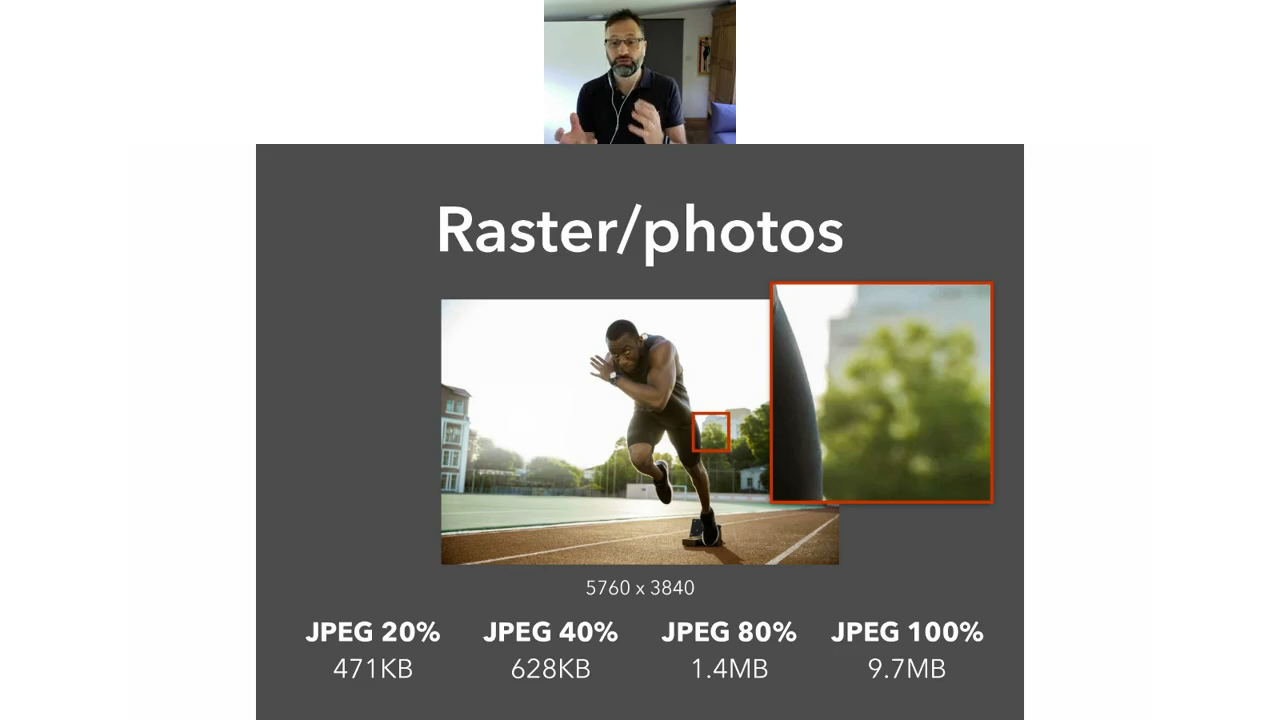 Raster/photos
5760 x 3840
JPEG 20% JPEG 40% JPEG 80% JPEG 100%
471KB 628KB 1.4MB 9.7MB